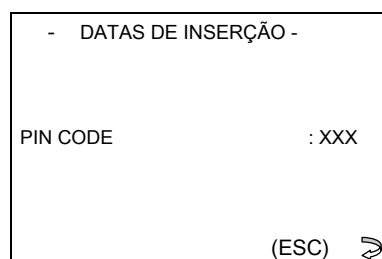 - DATAS DE INSERÇÃO -
PIN CODE : XXX
(ESC)